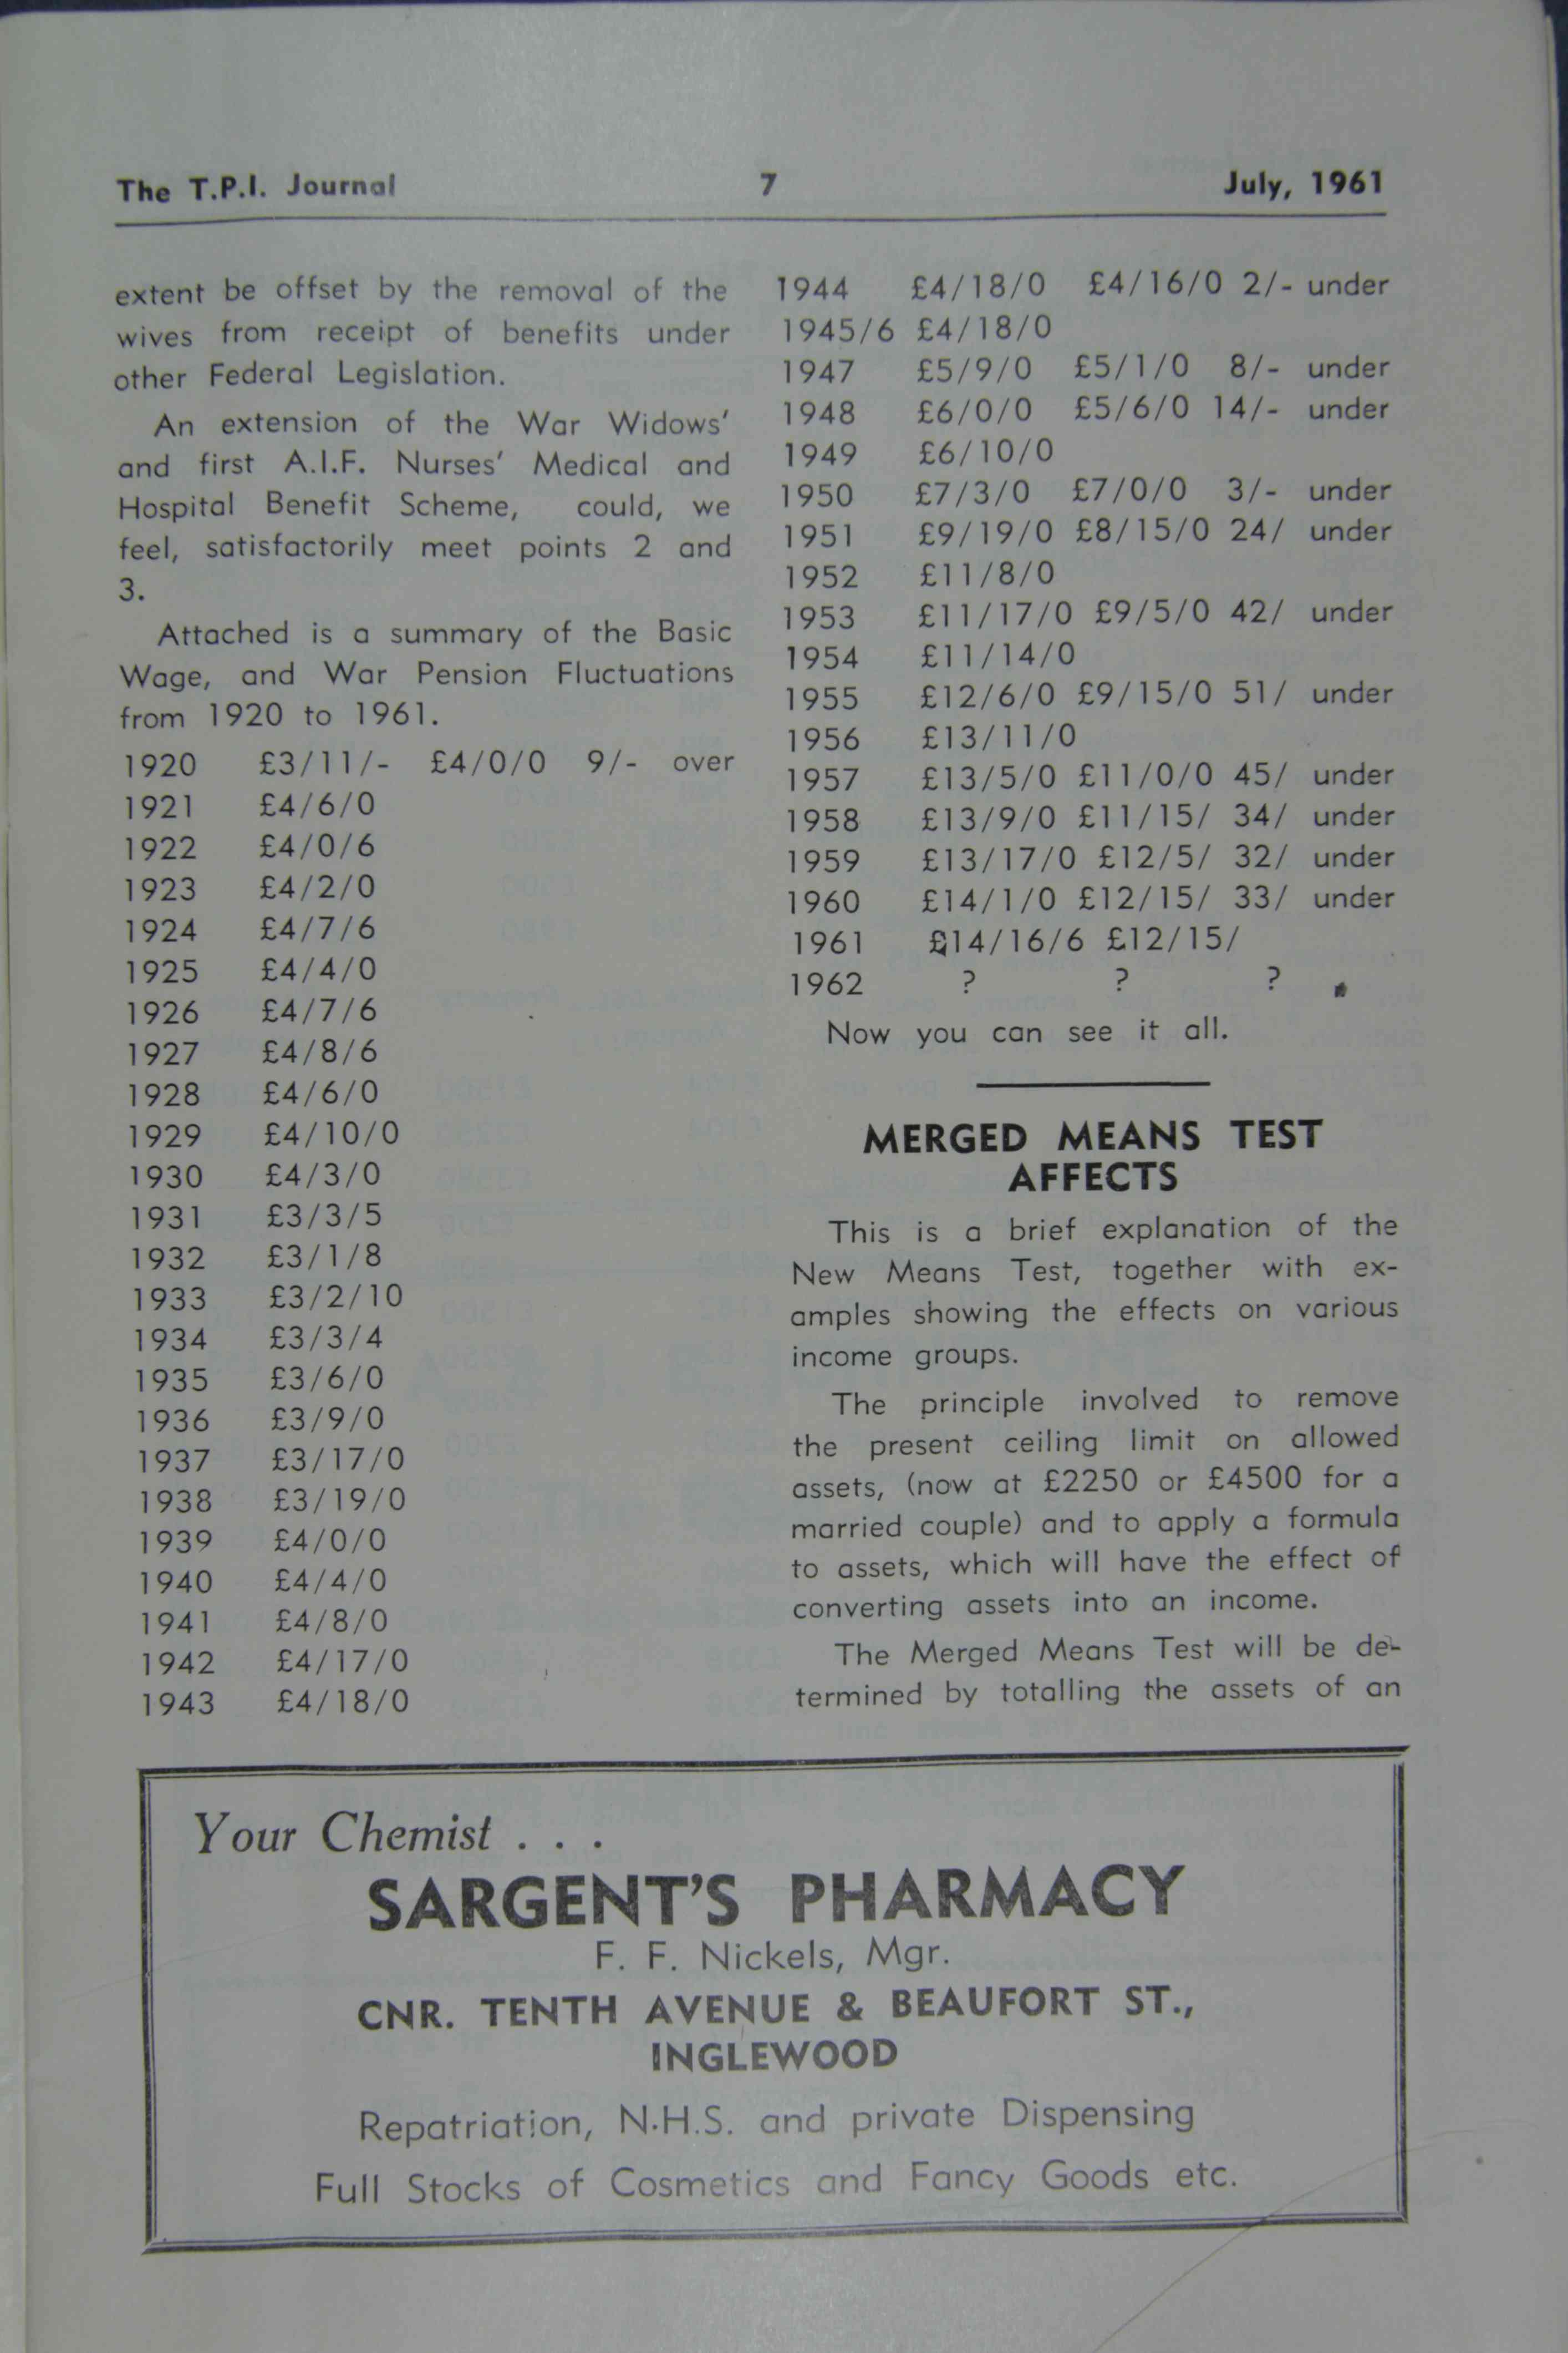 The T.P.I. Journal 7 July, 1961
extent be offset by the removal of the
wives from receipt of benefits under
other Federal Legislation.
An extension of the War Widows'
and first A.I.F. Nurses' Medical and
Hospital Benefit Scheme, could, we
feel, satisfactorily meet points 2 and
3.
Attached is a summary of the Basic
Wage, and War Pension Fluctuations
from 1920 to 1961.
1920 £3/11/- £4/0/0 9/- over
1921 £4/6/0
1922 £4/0/6
1923 £4/2/0
1924 £4/7/6
1925 £4/4/0
1926 £4/7/6
1927 £4/8/6
1928 £4/6/0
1929 £4/10/0
1930 £4/3/0
1931 £3/3/5
1932 £3/1/8
1933 £3/2/10
1934 £3/3/4
1935 £3/6/0
1936 £3/9/0
1937 £3/17/0
1938 £3/19/0
1939 £4/0/0
1940 £4/4/0
1941 £4/8/0
1942 £4/17/0
1943 £4/18/0
1944 £4/18/0 £4/16/0 2/- under
1945/6 £4/18/0
1947 £5/9/0 £5/1/0 8/- under
1948 £6/0/0 £5/6/0 14/- under
1949 £6/10/0
1950 £7/3/0 £7/0/0 3/- under
1951 £9/19/0 £8/15/0 24/ under
1952 £11/8/0
1953 £11/17/0 £9/5/0 42/ under
1954 £11/14/0
1955 £12/6/0 £9/15/0 51/ under
1956 £13/11/0
1957 £13/5/0 £11/0/0 45/ under
1958 £13/9/0 £11/15/ 34/ under
1959 £13/17/0 £12/5/ 32/ under
1960 £14/1/0 £12/15/ 33/ under
1961 £14/16/6 £12/15/
1962 ? ? ?
Now you can see it all.
MERGED MEANS TEST
AFFECTS
This is a brief explanation of the
New Means Test, together with ex-
amples showing the effects on various
income groups.
The principle involved to remove
the present ceiling limit on allowed
assets, (now at £2250 or £4500 for a
married couple) and to apply a formula
to assets, which will have the effect of
converting assets into an income.
The Merged Means Test will be de-
termined by totalling the assets of an
Your Chemist . . .
SARGENT'S PHARMACY
F. F. Nickels, Mgr.
CNR. TENTH AVENUE & BEAUFORT ST.,
INGLEWOOD
Repatriation, N.H.S. and private Dispensing
Full Stocks of Cosmetics and Fancy Goods etc.